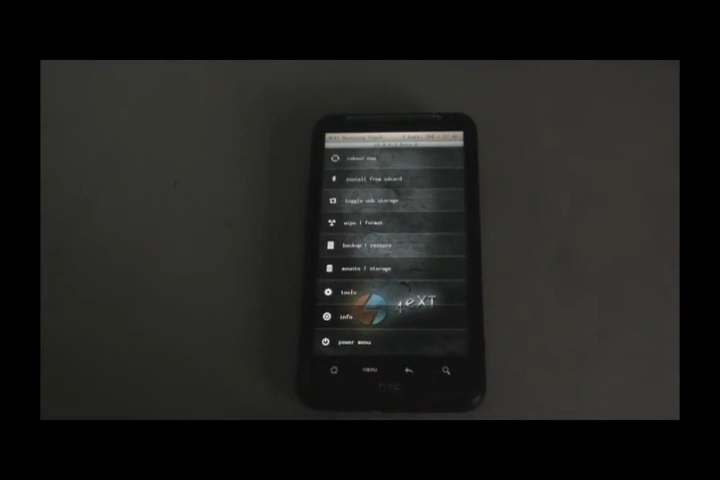 reboot now
install from sdcard
toggle usb storage
wipe | format
backup | restore
mounts | storage
tools
info
4eXT
power menu
menu
hTC